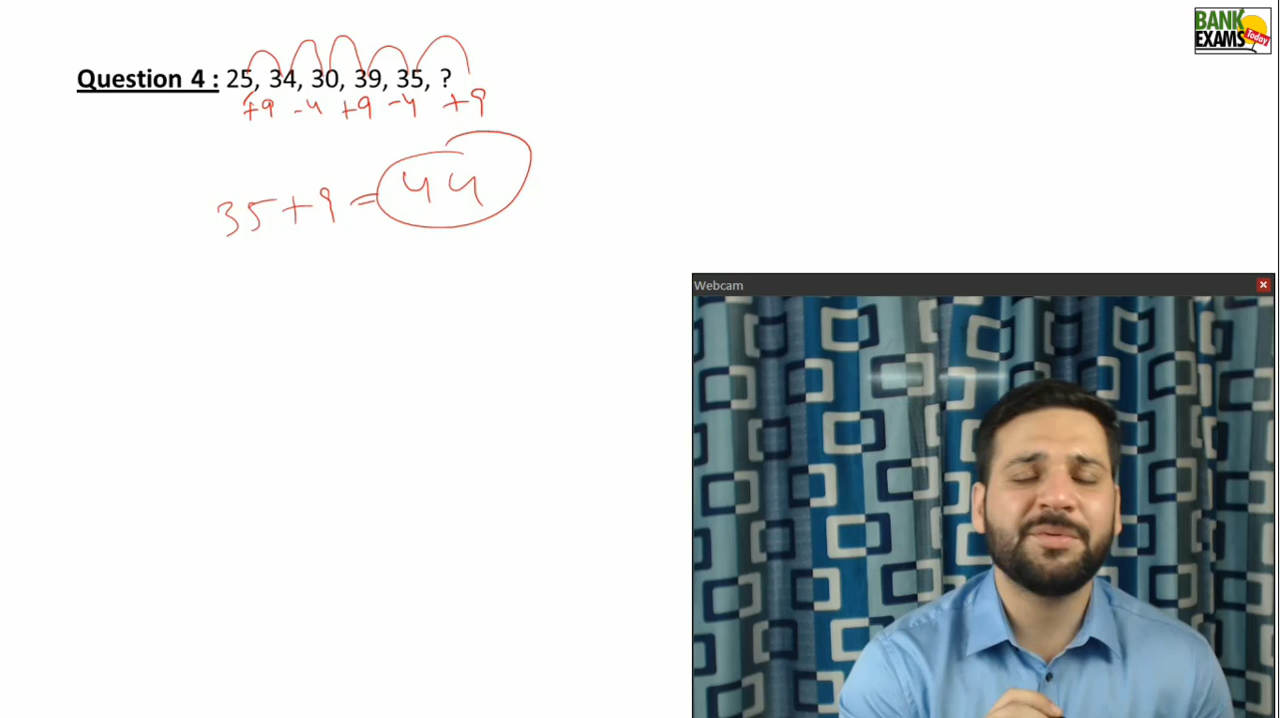 BANK
EXAMS Today
Question 4 : 25, 34, 30, 39, 35, ?
+9 -4 +9 -4 +9
35+9 = 44
Webcam